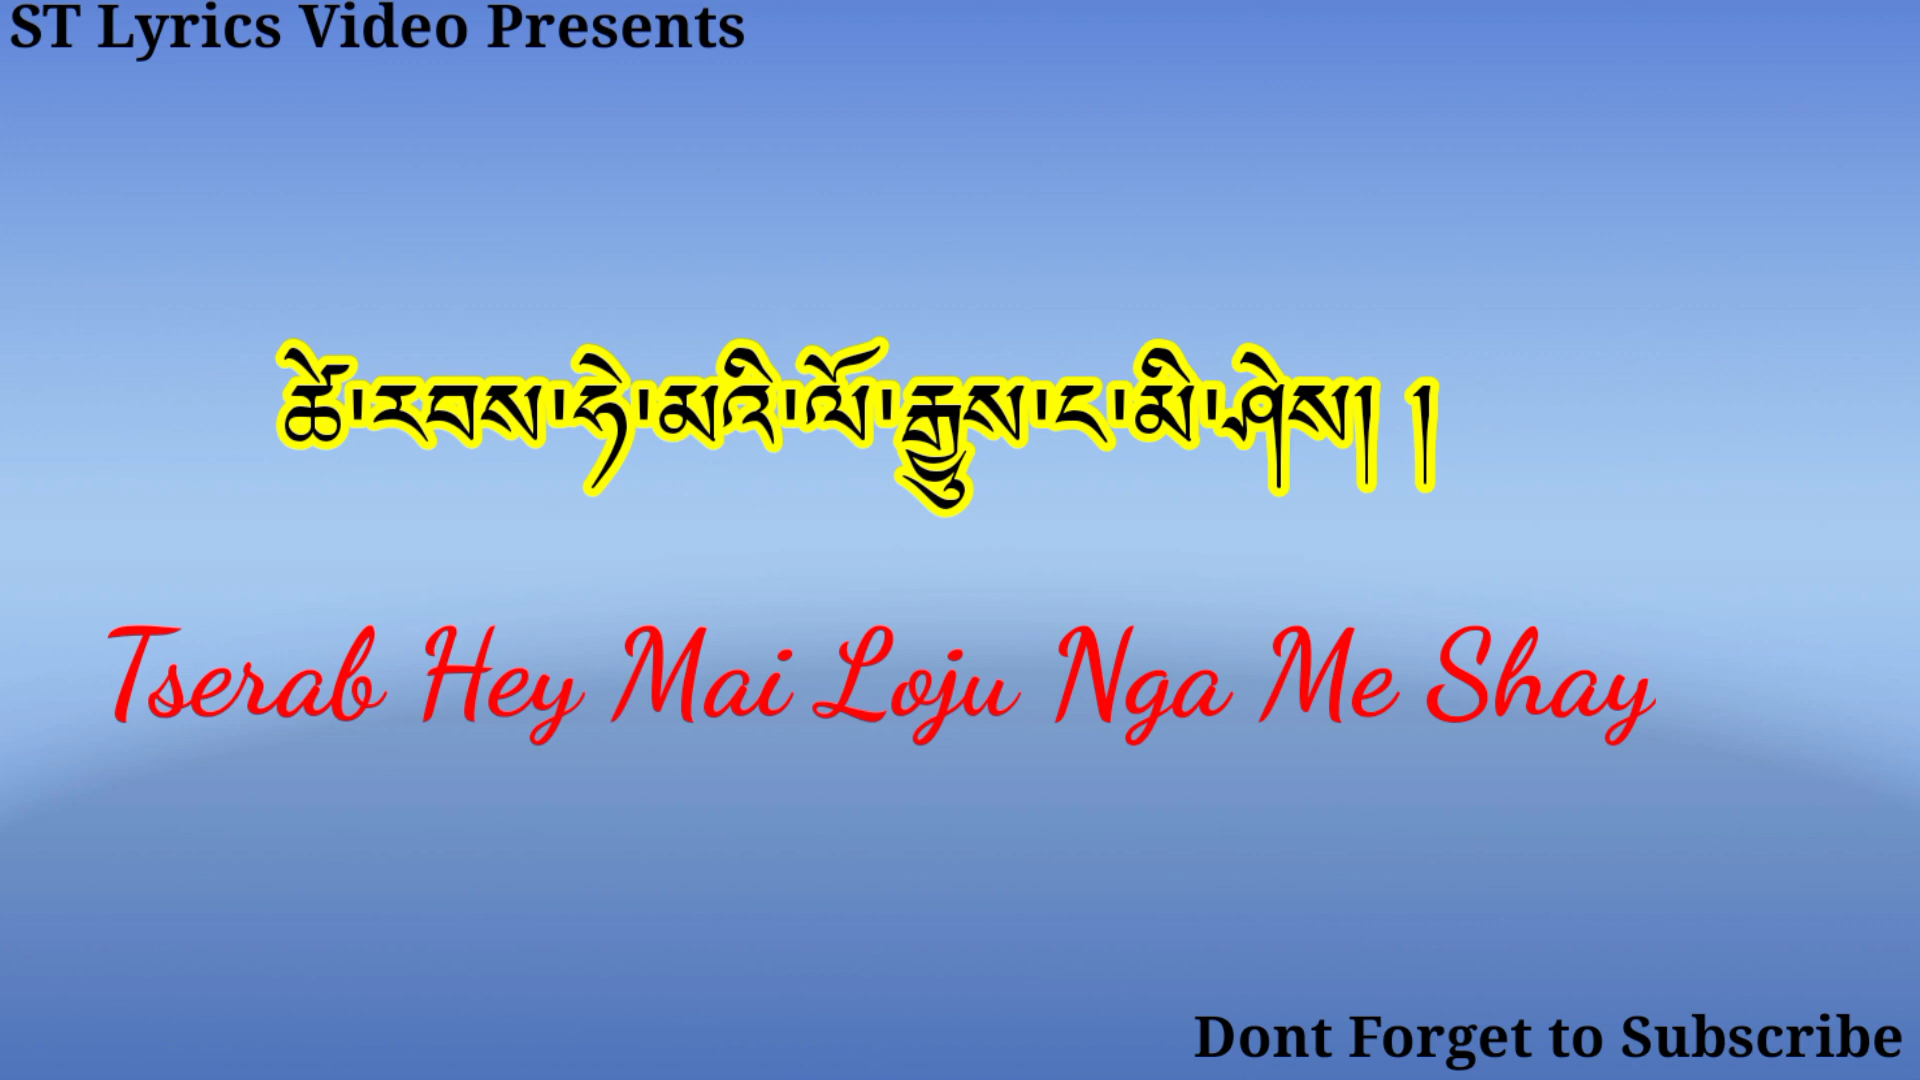 ST Lyrics Video Presents
ཚེ་རབས་ཧེ་མའི་ལོ་རྒྱུས་ང་མི་ཤེས། །
Tserab Hey Mai Loju Nga Me Shay
Dont Forget to Subscribe